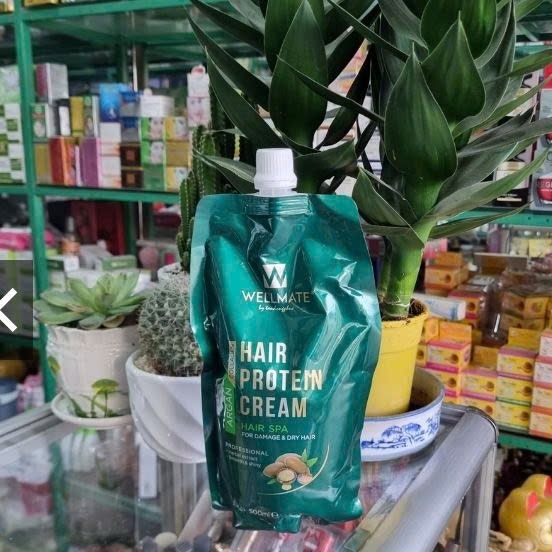 WELLMATE
HAIR
PROTEIN
CREAM
ARGAN
HAIR SPA
FOR DAMAGE & DRY HAIR
PROFESSIONAL
500ml e